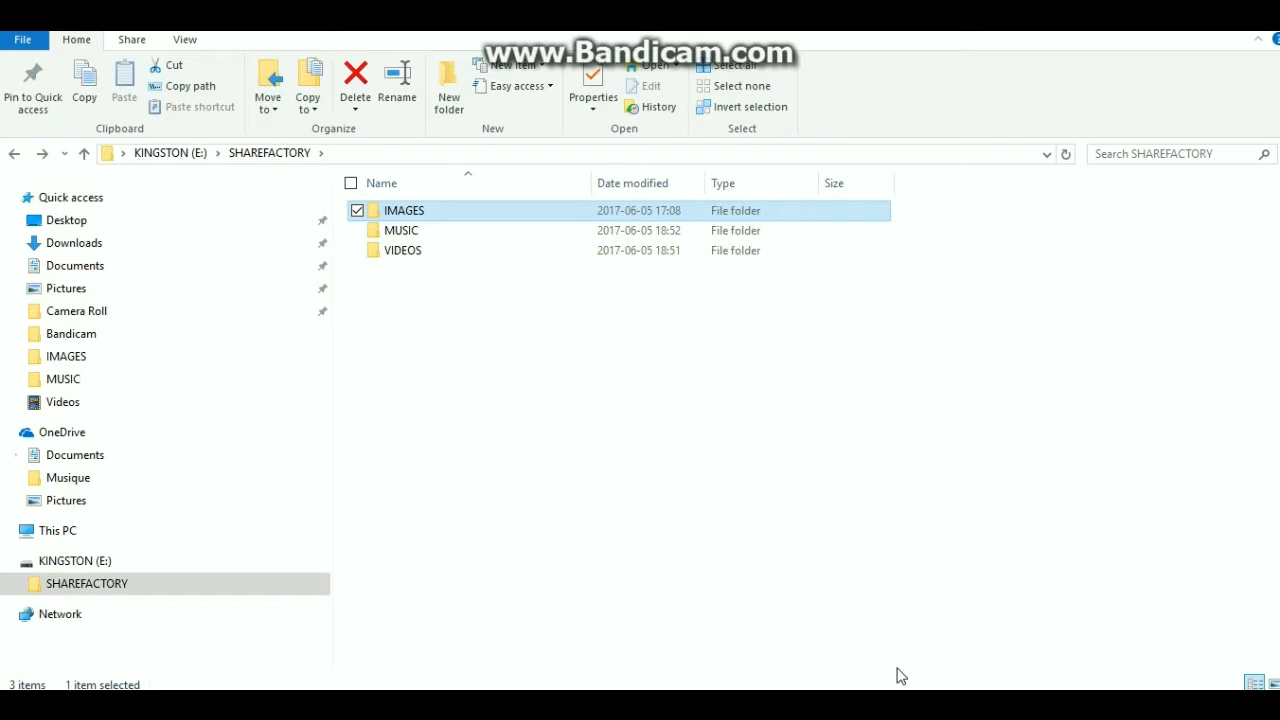 www.Bandicam.com
File Home Share View
Pin to Quick access
Copy
Paste
Cut
Copy path
Paste shortcut
Clipboard
Move to
Copy to
Delete
Rename
Organize
New folder
New item
Easy access
New
Properties
Open
Edit
History
Open
Select all
Select none
Invert selection
Select
KINGSTON (E:) SHAREFACTORY
Search SHAREFACTORY
Name Date modified Type Size
IMAGES 2017-06-05 17:08 File folder
MUSIC 2017-06-05 18:52 File folder
VIDEOS 2017-06-05 18:51 File folder
Quick access
Desktop
Downloads
Documents
Pictures
Camera Roll
Bandicam
IMAGES
MUSIC
Videos
OneDrive
Documents
Musique
Pictures
This PC
KINGSTON (E:)
SHAREFACTORY
Network
3 items 1 item selected